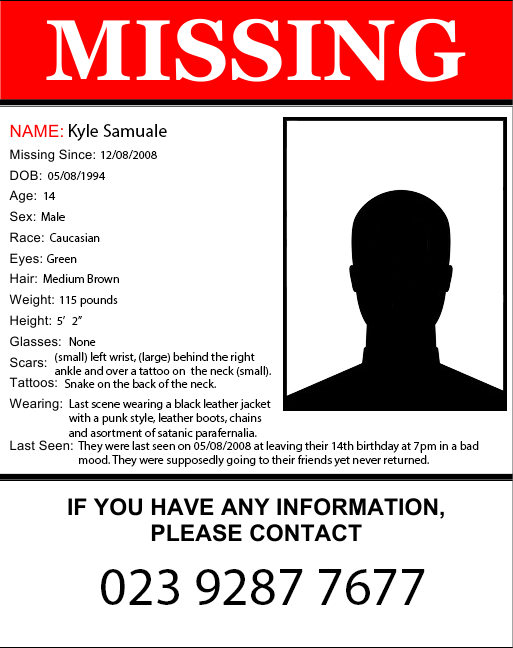 MISSING
NAME: Kyle Samuale
Missing Since: 12/08/2008
DOB: 05/08/1994
Age: 14
Sex: Male
Race: Caucasian
Eyes: Green
Hair: Medium Brown
Weight: 115 pounds
Height: 5' 2"
Glasses: None
Scars: (small) left wrist, (large) behind the right
ankle and over a tattoo on the neck (small).
Tattoos: Snake on the back of the neck.
Wearing: Last scene wearing a black leather jacket
with a punk style, leather boots, chains
and asortment of satanic parafernalia.
Last Seen: They were last seen on 05/08/2008 at leaving their 14th birthday at 7pm in a bad
mood. They were supposedly going to their friends yet never returned.
IF YOU HAVE ANY INFORMATION,
PLEASE CONTACT
023 9287 7677